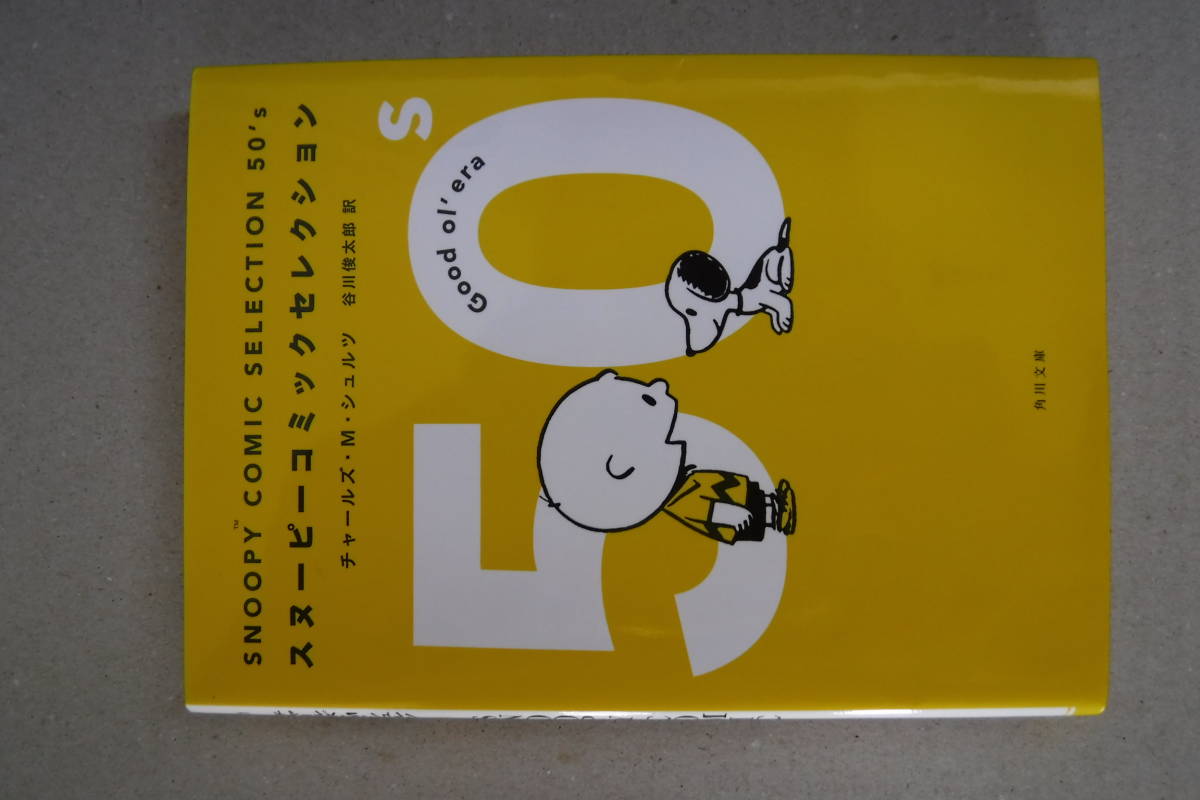 SNOOPY™ COMIC SELECTION 50's
スヌーピーコミックセレクション
チャールズ・M・シュルツ 谷川俊太郎 訳
50s
Good ol' era
角川文庫